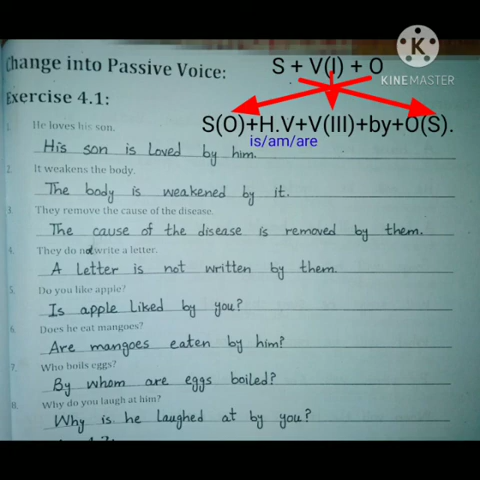 K
KINEMASTER
Change into Passive Voice:
S + V(I) + O
Exercise 4.1:
S(O)+H.V+V(III)+by+O(S).
is/am/are
1. He loves his son.
His son is Loved by him.
2. It weakens the body.
The body is weakened by it.
3. They remove the cause of the disease.
The cause of the disease is removed by them.
4. They do not write a letter.
A Letter is not written by them.
5. Do you like apple?
Is apple Liked by you?
6. Does he eat mangoes?
Are mangoes eaten by him?
7. Who boils eggs?
By whom are eggs boiled?
8. Why do you laugh at him?
Why is he Laughed at by you?